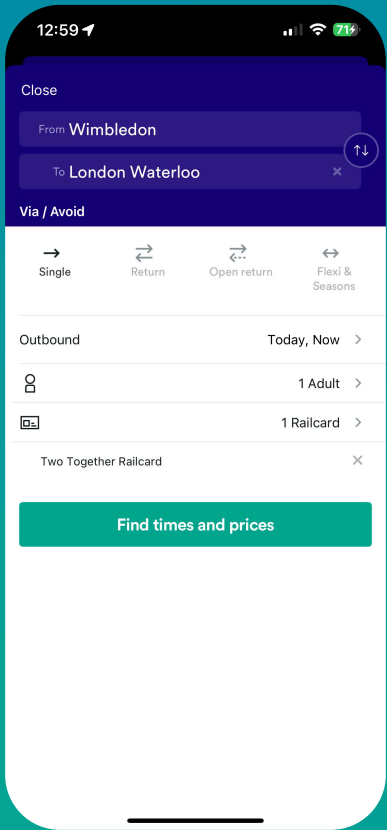 12:59
71
Close
From Wimbledon
To London Waterloo
Via / Avoid
Single Return Open return Flexi &
Seasons
Outbound Today, Now
1 Adult
1 Railcard
Two Together Railcard
Find times and prices